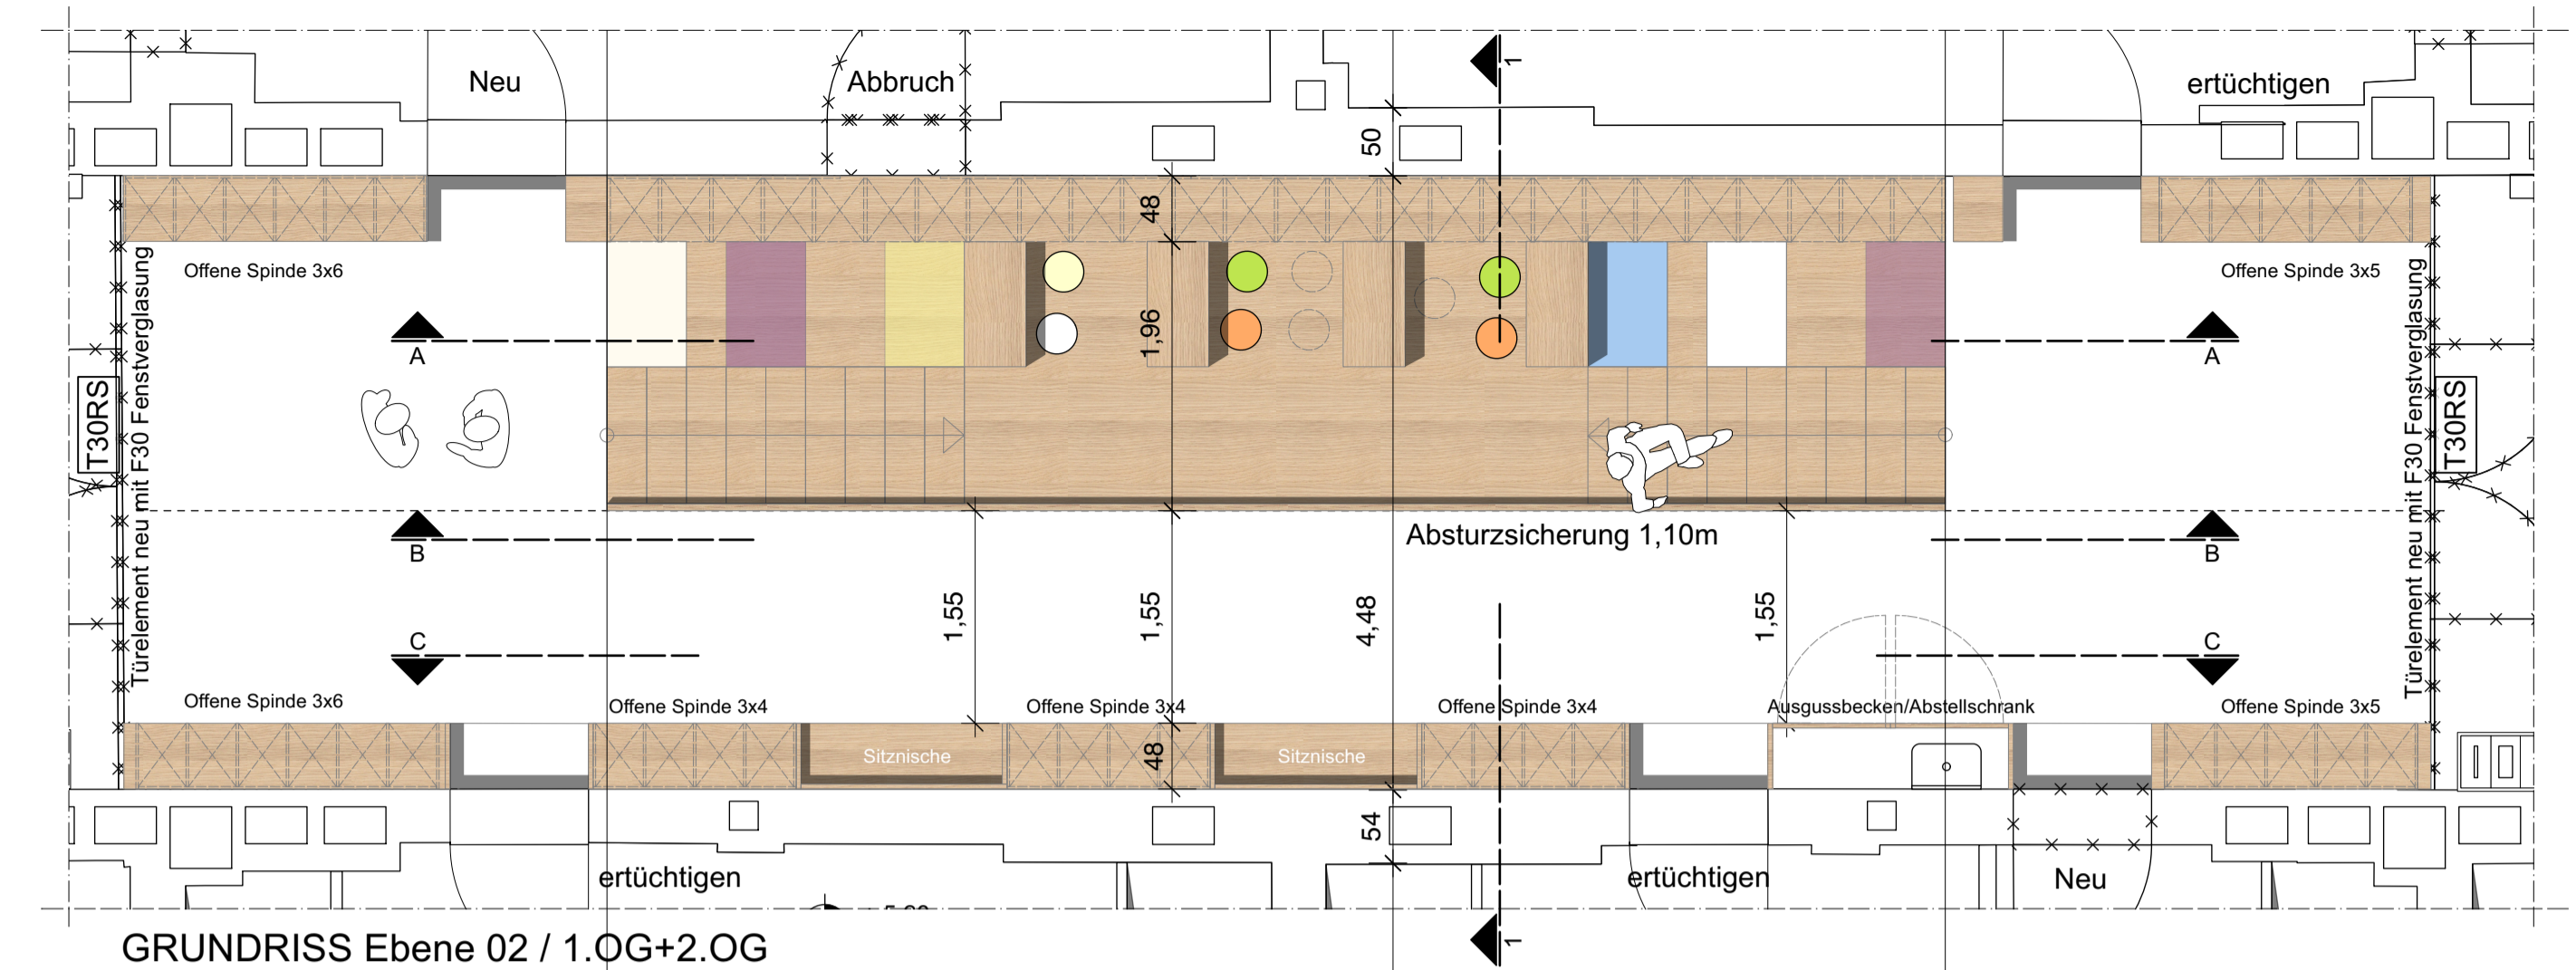 Neu
Abbruch
1
ertüchtigen
50
48
Offene Spinde 3x6
Offene Spinde 3x5
Türelement neu mit F30 Fenstverglasung
Türelement neu mit F30 Fenstverglasung
1,96
A
A
T30RS
T30RS
Absturzsicherung 1,10m
B
B
1,55
1,55
4,48
1,55
C
C
Offene Spinde 3x6
Offene Spinde 3x4
Offene Spinde 3x4
Offene Spinde 3x4
Ausgussbecken/Abstellschrank
Offene Spinde 3x5
Sitznische
48
Sitznische
54
ertüchtigen
ertüchtigen
Neu
1
GRUNDRISS Ebene 02 / 1.OG+2.OG